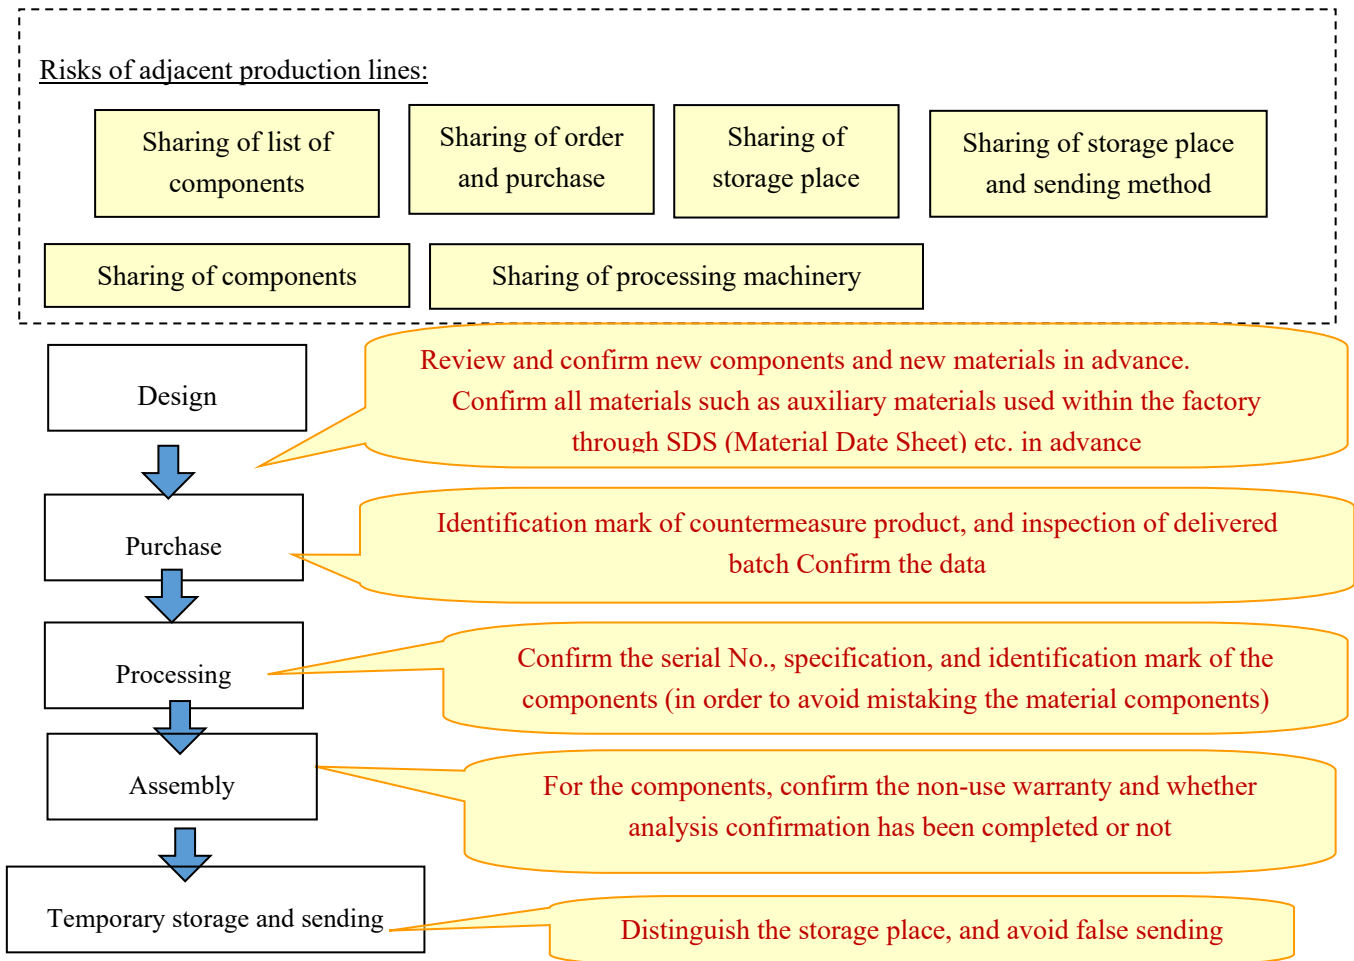 Risks of adjacent production lines:
Sharing of list of
components
Sharing of order
and purchase
Sharing of
storage place
Sharing of storage place
and sending method
Sharing of components
Sharing of processing machinery
Design
Review and confirm new components and new materials in advance.
Confirm all materials such as auxiliary materials used within the factory
through SDS (Material Date Sheet) etc. in advance
Purchase
Identification mark of countermeasure product, and inspection of delivered
batch Confirm the data
Processing
Confirm the serial No., specification, and identification mark of the
components (in order to avoid mistaking the material components)
Assembly
For the components, confirm the non-use warranty and whether
analysis confirmation has been completed or not
Temporary storage and sending
Distinguish the storage place, and avoid false sending